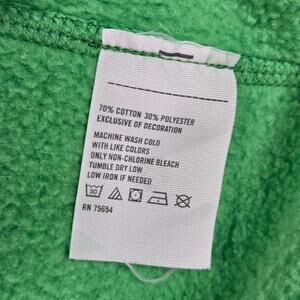 70% COTTON 30% POLYESTER
EXCLUSIVE OF DECORATION
MACHINE WASH COLD
WITH LIKE COLORS
ONLY NON-CHLORINE BLEACH
TUMBLE DRY LOW
LOW IRON IF NEEDED)
30
RN 75654